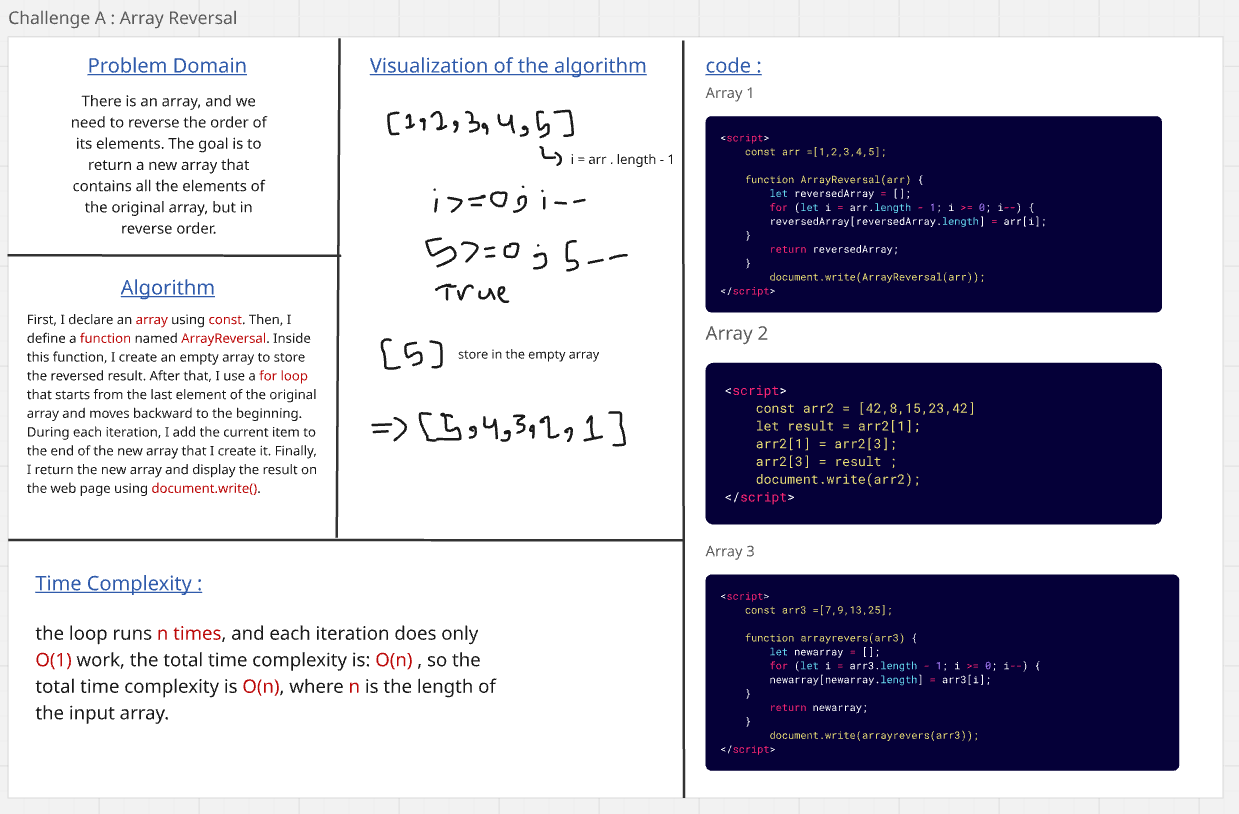 Challenge A : Array Reversal
Problem Domain
There is an array, and we
need to reverse the order of
its elements. The goal is to
return a new array that
contains all the elements of
the original array, but in
reverse order.
Algorithm
First, I declare an array using const. Then, I
define a function named ArrayReversal. Inside
this function, I create an empty array to store
the reversed result. After that, I use a for loop
that starts from the last element of the original
array and moves backward to the beginning.
During each iteration, I add the current item to
the end of the new array that I create it. Finally,
I return the new array and display the result on
the web page using document.write().
Visualization of the algorithm
[1,2,3,4,5]
i = arr . length - 1
i>=0; i--
5>=0; 5--
True
[5] store in the empty array
=> [5,4,3,2,1]
Time Complexity :
the loop runs n times, and each iteration does only
O(1) work, the total time complexity is: O(n) , so the
total time complexity is O(n), where n is the length of
the input array.
code :
Array 1
<script>
const arr =[1,2,3,4,5];
function ArrayReversal(arr) {
let reversedArray = [];
for (let i = arr.length - 1; i >= 0; i--) {
reversedArray[reversedArray.length] = arr[i];
}
return reversedArray;
}
document.write(ArrayReversal(arr));
</script>
Array 2
<script>
const arr2 = [42,8,15,23,42]
let result = arr2[1];
arr2[1] = arr2[3];
arr2[3] = result ;
document.write(arr2);
</script>
Array 3
<script>
const arr3 =[7,9,13,25];
function arrayrevers(arr3) {
let newarray = [];
for (let i = arr3.length - 1; i >= 0; i--) {
newarray[newarray.length] = arr3[i];
}
return newarray;
}
document.write(arrayrevers(arr3));
</script>